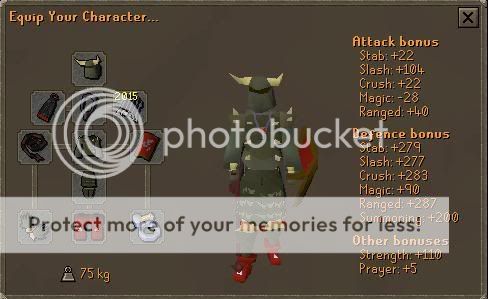 Equip Your Character...
Attack bonus
Stab: +22
Slash: +104
Crush: +22
Magic: -28
Ranged: +40
2015
photobucket
Defence bonus
Stab: +279
Slash: +277
Crush: +283
Magic: +90
Ranged: +287
Summoning: +200
Protect more of your memories for less!
Other bonuses
Strength: +110
Prayer: +5
75 kg